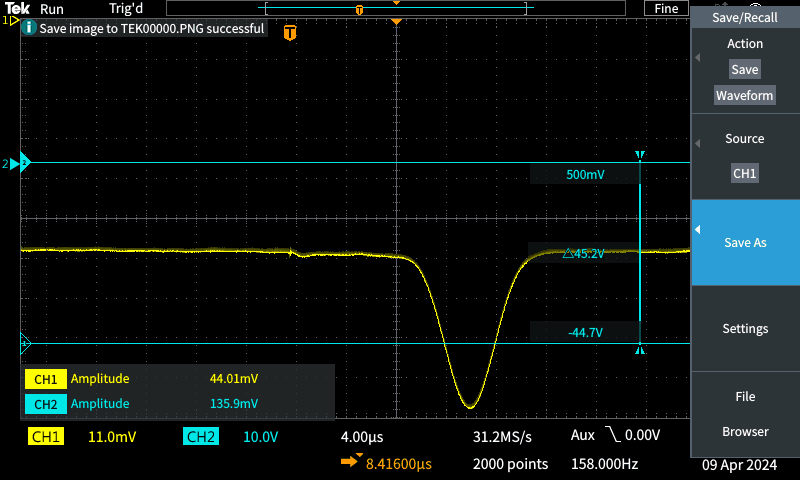 Tek Run Trig'd Fine
T
Save/Recall
1
i Save image to TEK00000.PNG successful
T
Action
Save
Waveform
Source
CH1
2 2
500mV
Save As
△45.2V
Settings
-44.7V
1
CH1 Amplitude 44.01mV
CH2 Amplitude 135.9mV
File
Browser
CH1 11.0mV CH2 10.0V 4.00µs 31.2MS/s Aux 0.00V
8.41600µs 2000 points 158.000Hz 09 Apr 2024